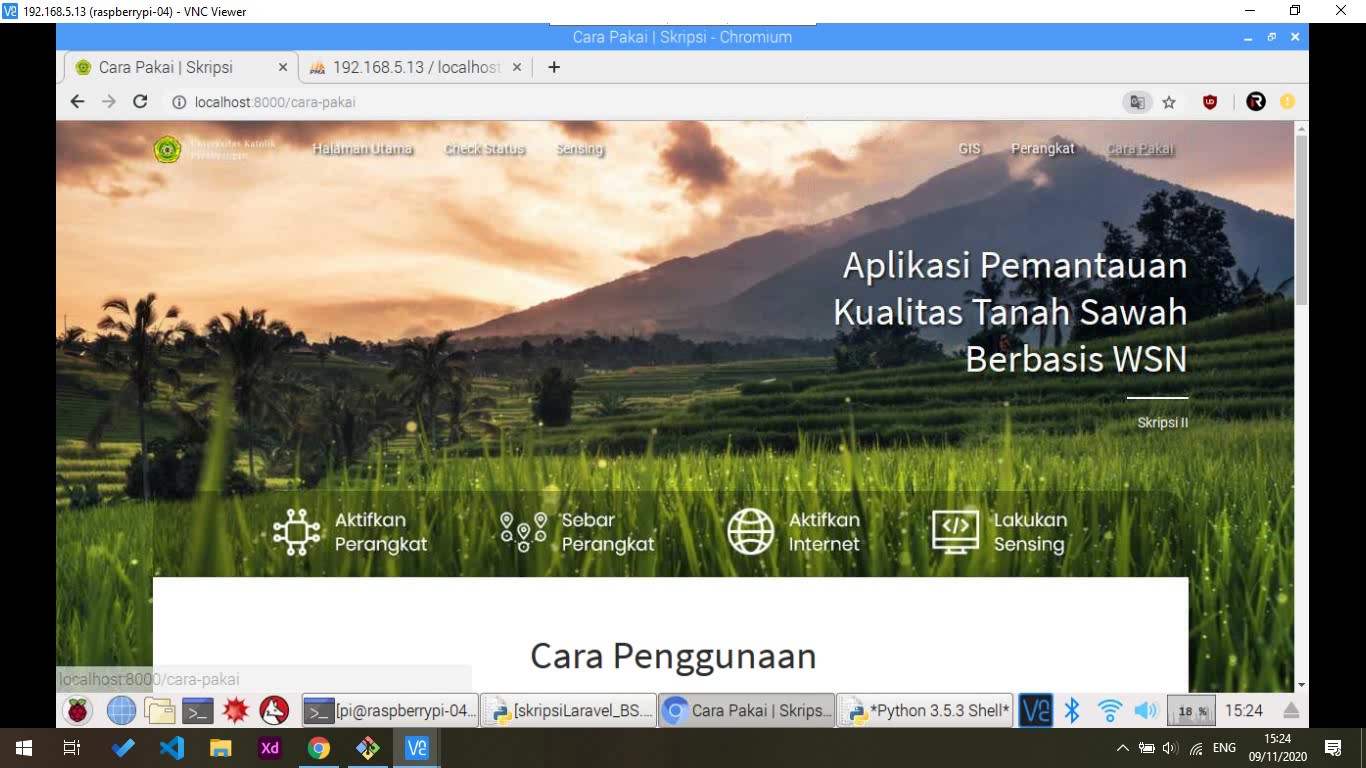 192.168.5.13 (raspberrypi-04) - VNC Viewer
Cara Pakai | Skripsi - Chromium
Cara Pakai | Skripsi
192.168.5.13 / localhost
localhost:8000/cara-pakai
Universitas Katolik
Parahyangan
Halaman Utama
Check Status
Sensing
GIS
Perangkat
Cara Pakai
Aplikasi Pemantauan
Kualitas Tanah Sawah
Berbasis WSN
Skripsi II
Aktifkan
Perangkat
Sebar
Perangkat
Aktifkan
Internet
Lakukan
Sensing
Cara Penggunaan
localhost:8000/cara-pakai
[pi@raspberrypi-04...
[skripsiLaravel_BS....
Cara Pakai | Skrips...
*Python 3.5.3 Shell*
18 %
15:24
Xd
ENG
15:24
09/11/2020